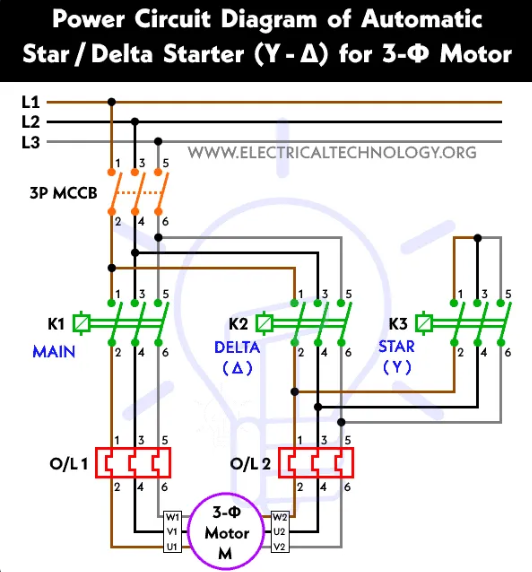 Power Circuit Diagram of Automatic
Star / Delta Starter (Y - Δ) for 3-Φ Motor
L1
L2
L3
WWW.ELECTRICALTECHNOLOGY.ORG
1 3 5
3P MCCB
2 4 6
1 3 5 1 3 5 1 3 5
K1 K2 K3
MAIN DELTA STAR
2 4 6 2 4 6 2 4 6
(Δ) (Y)
1 3 5 1 3 5
O/L 1 O/L 2
2 4 6 2 4 6
W1 3-Φ W2
V1 Motor U2
U1 M V2